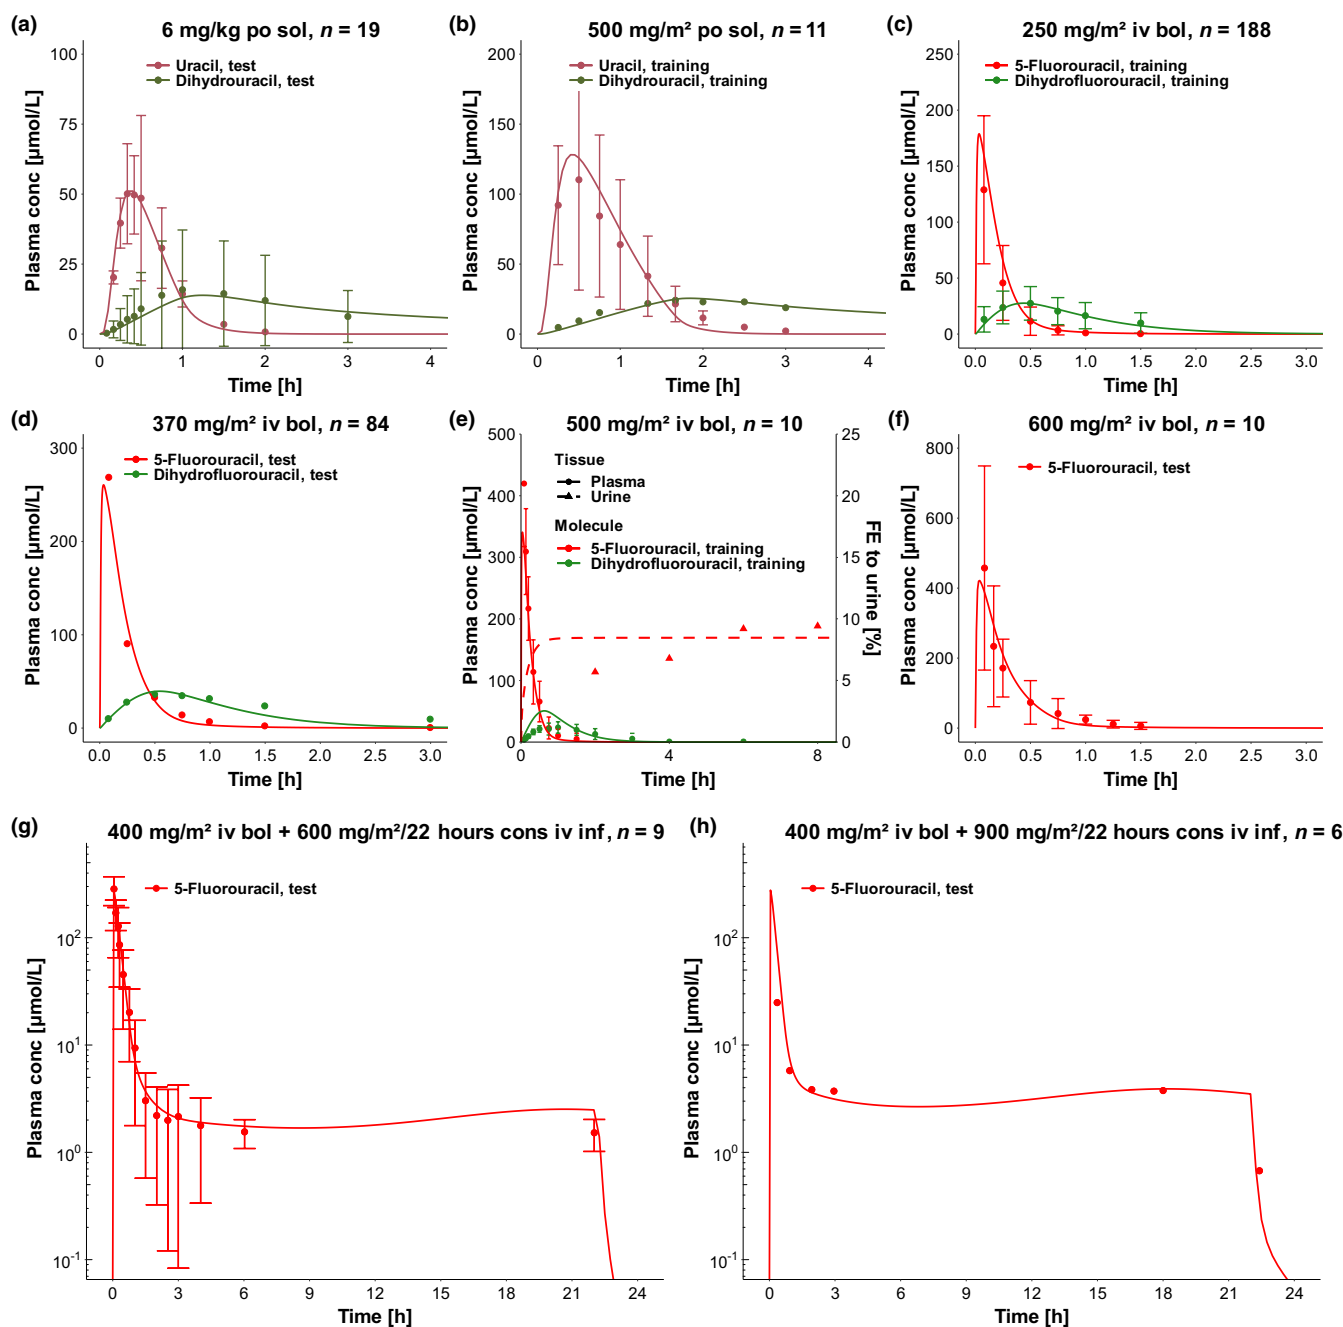 (a)
6 mg/kg po sol, n = 19
Uracil, test
Dihydrouracil, test
Plasma conc [µmol/L]
100
75
50
25
0
0 1 2 3 4
Time [h]
(b)
500 mg/m² po sol, n = 11
Uracil, training
Dihydrouracil, training
Plasma conc [µmol/L]
200
150
100
50
0
0 1 2 3 4
Time [h]
(c)
250 mg/m² iv bol, n = 188
5-Fluorouracil, training
Dihydrofluorouracil, training
Plasma conc [µmol/L]
250
200
150
100
50
0
0.0 0.5 1.0 1.5 2.0 2.5 3.0
Time [h]
(d)
370 mg/m² iv bol, n = 84
5-Fluorouracil, test
Dihydrofluorouracil, test
Plasma conc [µmol/L]
300
200
100
0
0.0 0.5 1.0 1.5 2.0 2.5 3.0
Time [h]
(e)
500 mg/m² iv bol, n = 10
Tissue
Plasma
Urine
Molecule
5-Fluorouracil, training
Dihydrofluorouracil, training
Plasma conc [µmol/L]
500
400
300
200
100
0
0 4 8
Time [h]
FE to urine [%]
25
20
15
10
5
0
(f)
600 mg/m² iv bol, n = 10
5-Fluorouracil, test
Plasma conc [µmol/L]
800
600
400
200
0
0.0 0.5 1.0 1.5 2.0 2.5 3.0
Time [h]
(g)
400 mg/m² iv bol + 600 mg/m²/22 hours cons iv inf, n = 9
5-Fluorouracil, test
Plasma conc [µmol/L]
10²
10¹
10⁰
10⁻¹
0 3 6 9 12 15 18 21 24
Time [h]
(h)
400 mg/m² iv bol + 900 mg/m²/22 hours cons iv inf, n = 6
5-Fluorouracil, test
Plasma conc [µmol/L]
10²
10¹
10⁰
10⁻¹
0 3 6 9 12 15 18 21 24
Time [h]